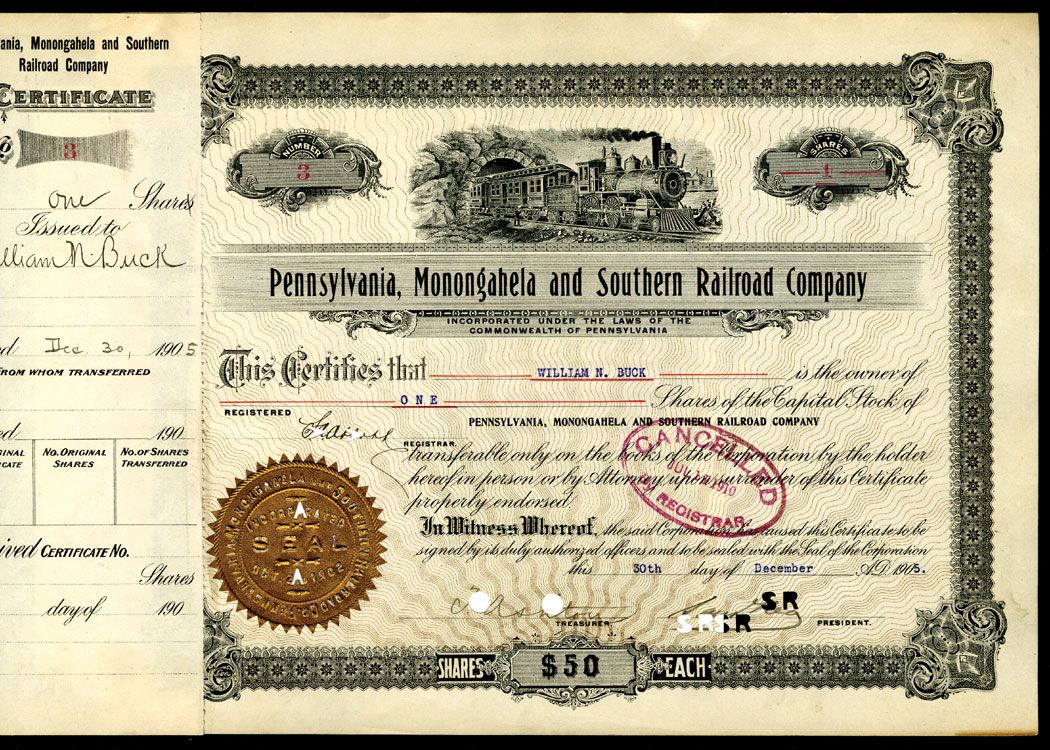 ania, Monongahela and Southern
Railroad Company
CERTIFICATE
3
one Shares
Issued to
illiam N. Buck
ed Dec. 30, 1905
FROM WHOM TRANSFERRED
ed 190
GINAL
CATE
NO. ORIGINAL
SHARES
NO. OF SHARES
TRANSFERRED
ived CERTIFICATE NO.
Shares
day of 190
NUMBER
3
SHARES
1
Pennsylvania, Monongahela and Southern Railroad Company
INCORPORATED UNDER THE LAWS OF THE
COMMONWEALTH OF PENNSYLVANIA
This Certifies that WILLIAM N. BUCK is the owner of
ONE Shares of the Capital Stock of
REGISTERED
PENNSYLVANIA, MONONGAHELA AND SOUTHERN RAILROAD COMPANY
REGISTRAR.
transferable only on the books of the Corporation by the holder
hereof in person or by Attorney upon surrender of this Certificate
properly endorsed.
CANCELLED
1910
REGISTRAR
In Witness Whereof, the said Corporation has caused this Certificate to be
signed by its duly authorized officers and to be sealed with the Seal of the Corporation
this 30th day of December A.D. 1905.
INCORPORATED
SEAL
1902
TREASURER.
PRESIDENT.
SR
SRSR
SHARES $50 EACH